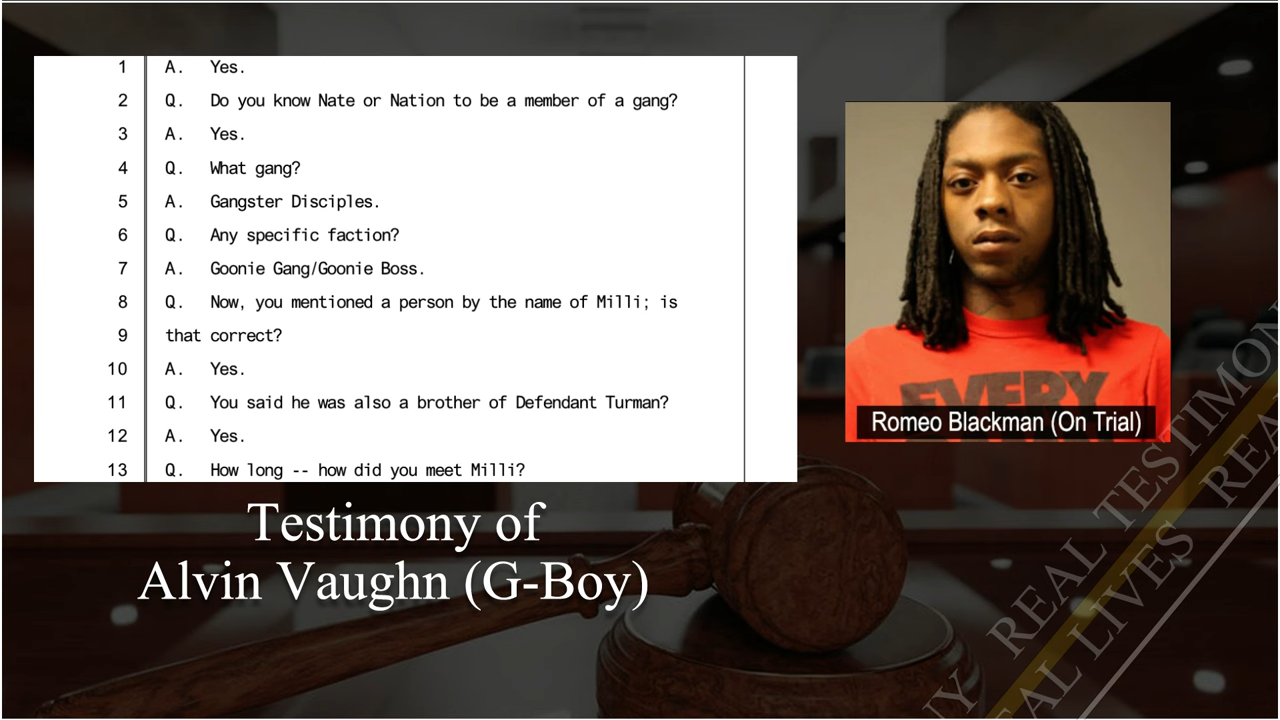 1 A. Yes.
2 Q. Do you know Nate or Nation to be a member of a gang?
3 A. Yes.
4 Q. What gang?
5 A. Gangster Disciples.
6 Q. Any specific faction?
7 A. Goonie Gang/Goonie Boss.
8 Q. Now, you mentioned a person by the name of Milli; is
9 that correct?
10 A. Yes.
11 Q. You said he was also a brother of Defendant Turman?
12 A. Yes.
13 Q. How long -- how did you meet Milli?
Testimony of
Alvin Vaughn (G-Boy)
EVERY
Romeo Blackman (On Trial)
REAL TESTIMON
REAL LIVES REA